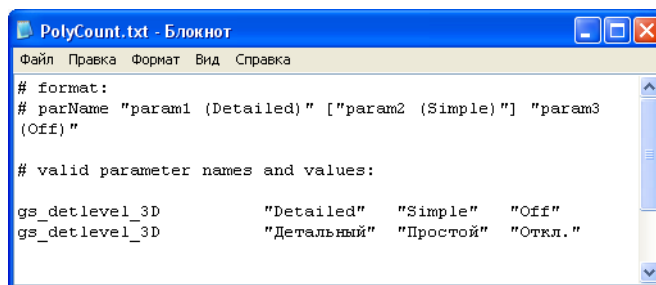 PolyCount.txt - Блокнот
Файл Правка Формат Вид Справка
# format:
# parName "param1 (Detailed)" ["param2 (Simple)"] "param3
(Off)"
# valid parameter names and values:
gs_detlevel_3D "Detailed" "Simple" "Off"
gs_detlevel_3D "Детальный" "Простой" "Откл."